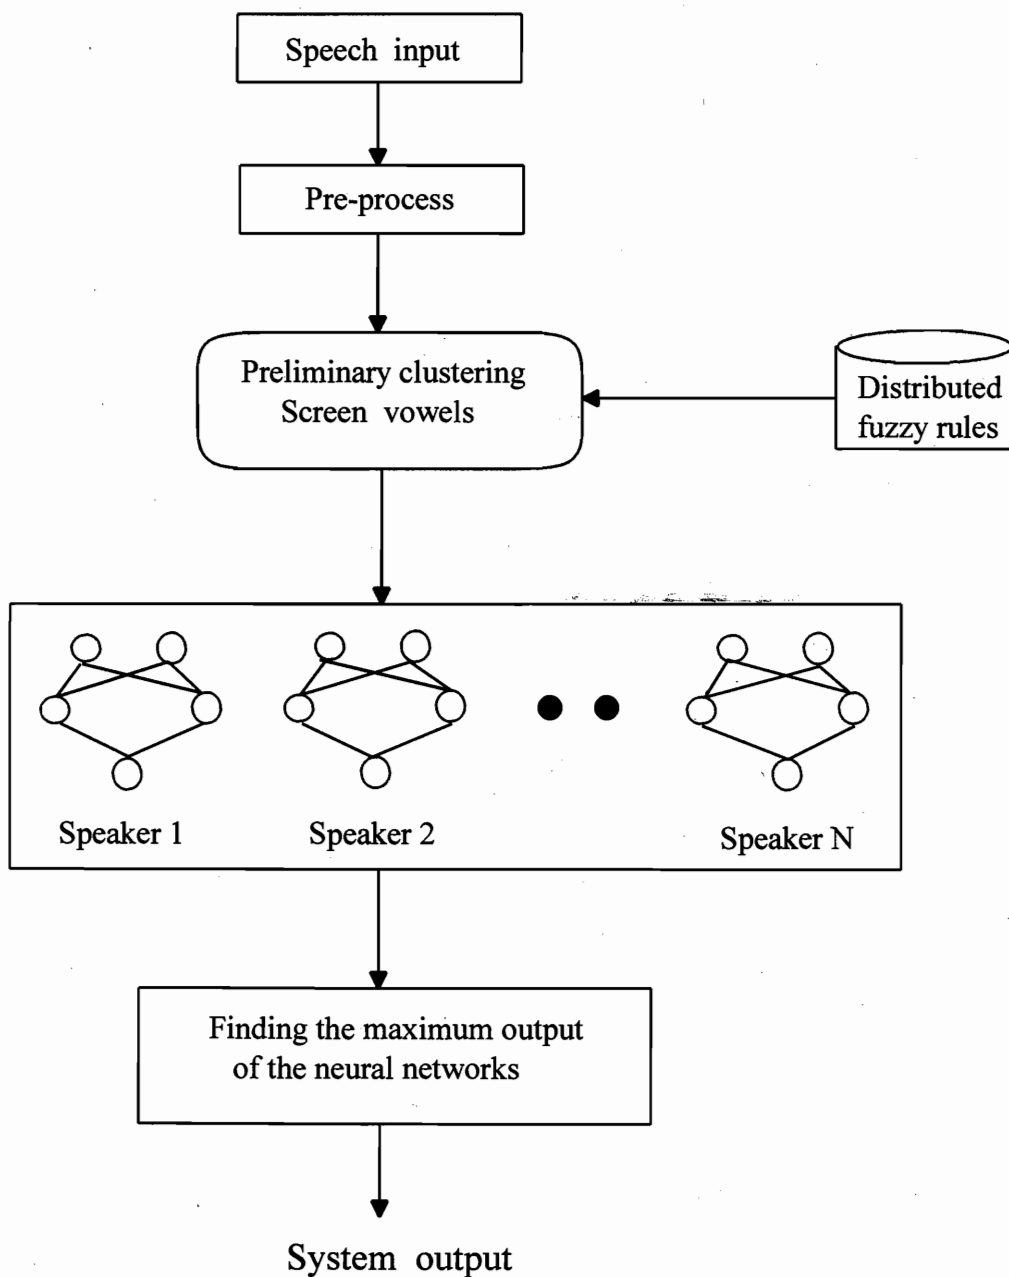 Speech input
Pre-process
Preliminary clustering
Screen vowels
Distributed
fuzzy rules
Speaker 1
Speaker 2
Speaker N
Finding the maximum output
of the neural networks
System output